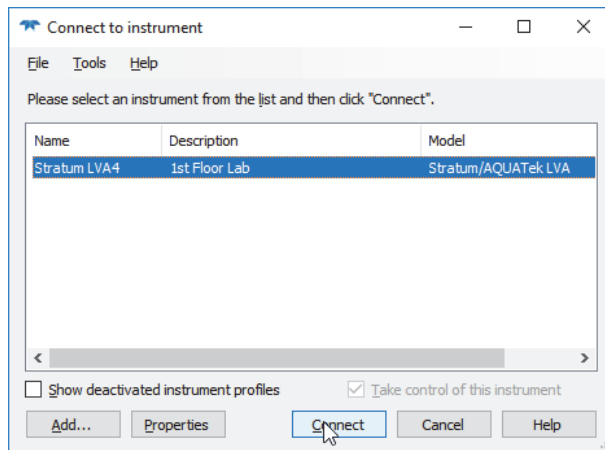 Connect to instrument
File Tools Help
Please select an instrument from the list and then click "Connect".
Name Description Model
Stratum LVA4 1st Floor Lab Stratum/AQUATek LVA
Show deactivated instrument profiles Take control of this instrument
Add... Properties Connect Cancel Help